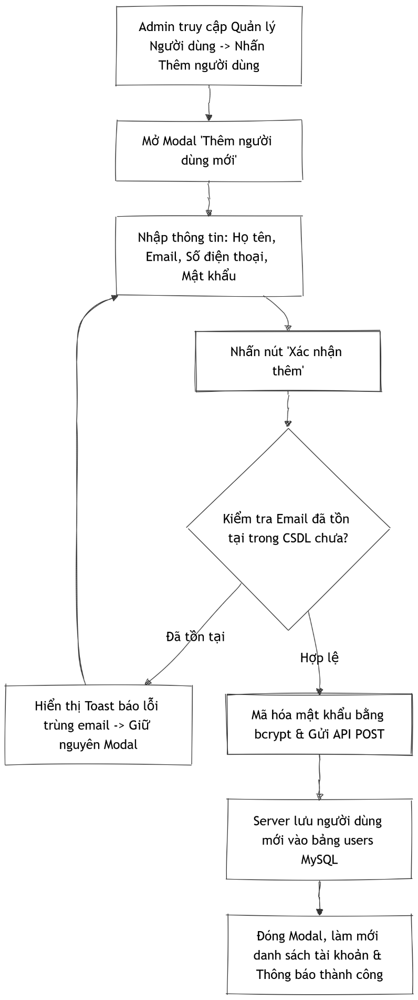 Admin truy cập Quản lý
Người dùng -> Nhấn
Thêm người dùng
Mở Modal 'Thêm người
dùng mới'
Nhập thông tin: Họ tên,
Email, Số điện thoại,
Mật khẩu
Nhấn nút 'Xác nhận
thêm'
Kiểm tra Email đã tồn
tại trong CSDL chưa?
Đã tồn tại
Hợp lệ
Hiển thị Toast báo lỗi
trùng email -> Giữ
nguyên Modal
Mã hóa mật khẩu bằng
bcrypt & Gửi API POST
Server lưu người dùng
mới vào bảng users
MySQL
Đóng Modal, làm mới
danh sách tài khoản &
Thông báo thành công